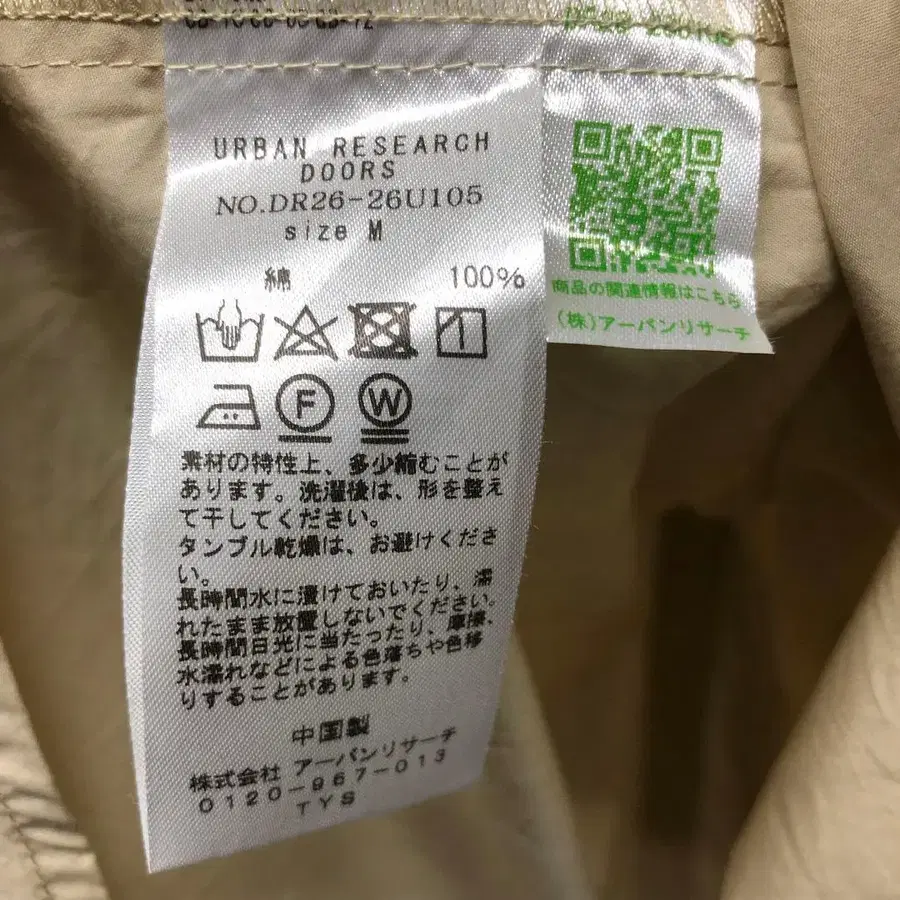 URBAN RESEARCH
DOORS
NO.DR26-26U105
size M
綿 100%
F W
素材の特性上、多少縮むことが
あります。洗濯後は、形を整え
て干してください。
タンブル乾燥は、お避けくださ
い。
長時間水に漬けておいたり、濡
れたまま放置しないでください。
長時間日光に当たったり、摩擦、
水濡れなどによる色落ちや色移
りすることがあります。
中国製
株式会社 アーバンリサーチ
0120-967-013
TYS
商品の関連情報はこちら
(株)アーバンリサーチ